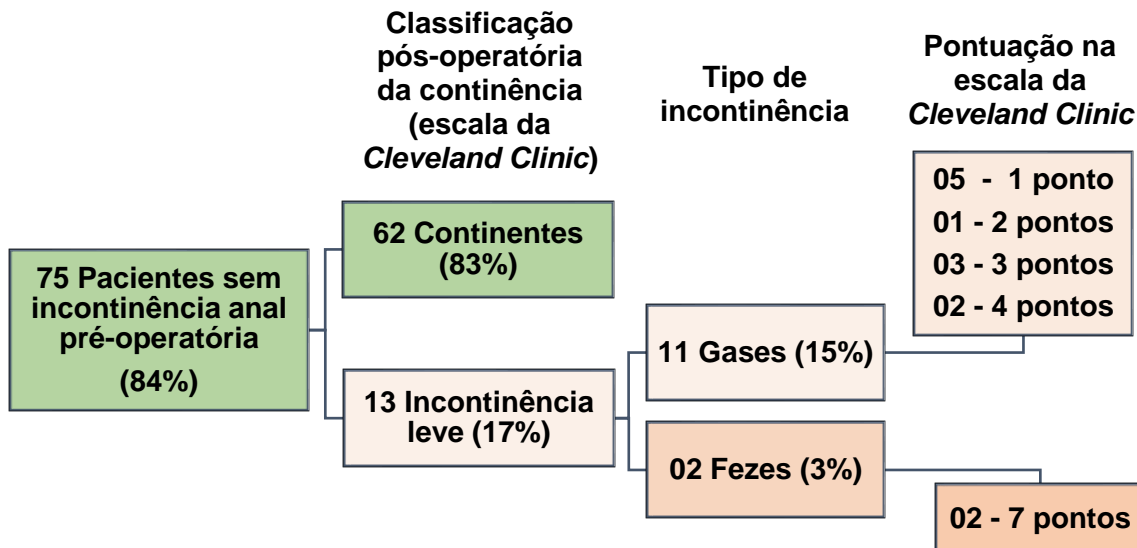 Classificação
pós-operatória
da continência
(escala da
Cleveland Clinic)
Tipo de
incontinência
Pontuação na
escala da
Cleveland Clinic
75 Pacientes sem
incontinência anal
pré-operatória
(84%)
62 Continentes
(83%)
13 Incontinência
leve (17%)
11 Gases (15%)
02 Fezes (3%)
05 - 1 ponto
01 - 2 pontos
03 - 3 pontos
02 - 4 pontos
02 - 7 pontos